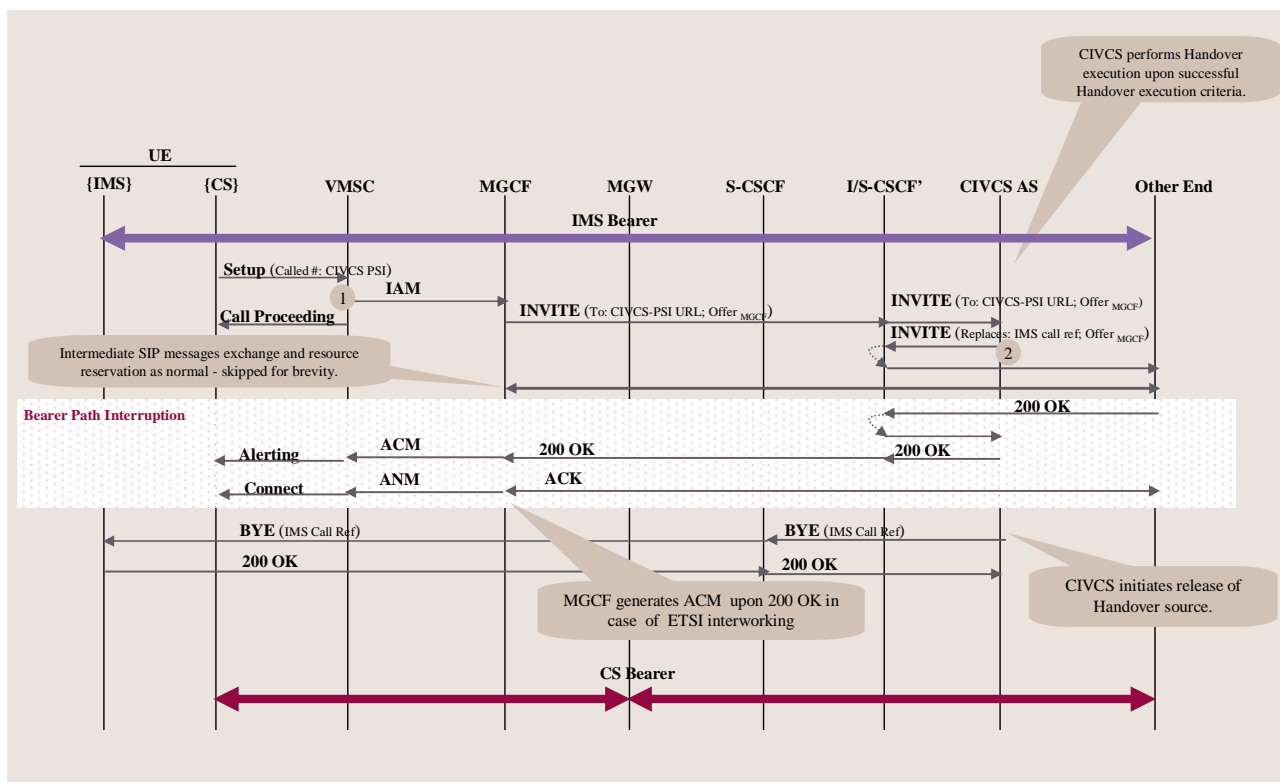 CIVCS performs Handover
execution upon successful
Handover execution criteria.
UE
{IMS} {CS} VMSC MGCF MGW S-CSCF I/S-CSCF’ CIVCS AS Other End
IMS Bearer
Setup (Called #: CIVCS PSI)
1
IAM
INVITE (To: CIVCS-PSI URL; Offer MGCF)
INVITE (To: CIVCS-PSI URL; Offer MGCF)
Call Proceeding
INVITE (Replaces: IMS call ref; Offer MGCF)
2
Intermediate SIP messages exchange and resource
reservation as normal - skipped for brevity.
Bearer Path Interruption
200 OK
Alerting
ACM
200 OK
200 OK
Connect
ANM
ACK
BYE (IMS Call Ref)
BYE (IMS Call Ref)
200 OK
200 OK
MGCF generates ACM upon 200 OK in
case of ETSI interworking
CIVCS initiates release of
Handover source.
CS Bearer